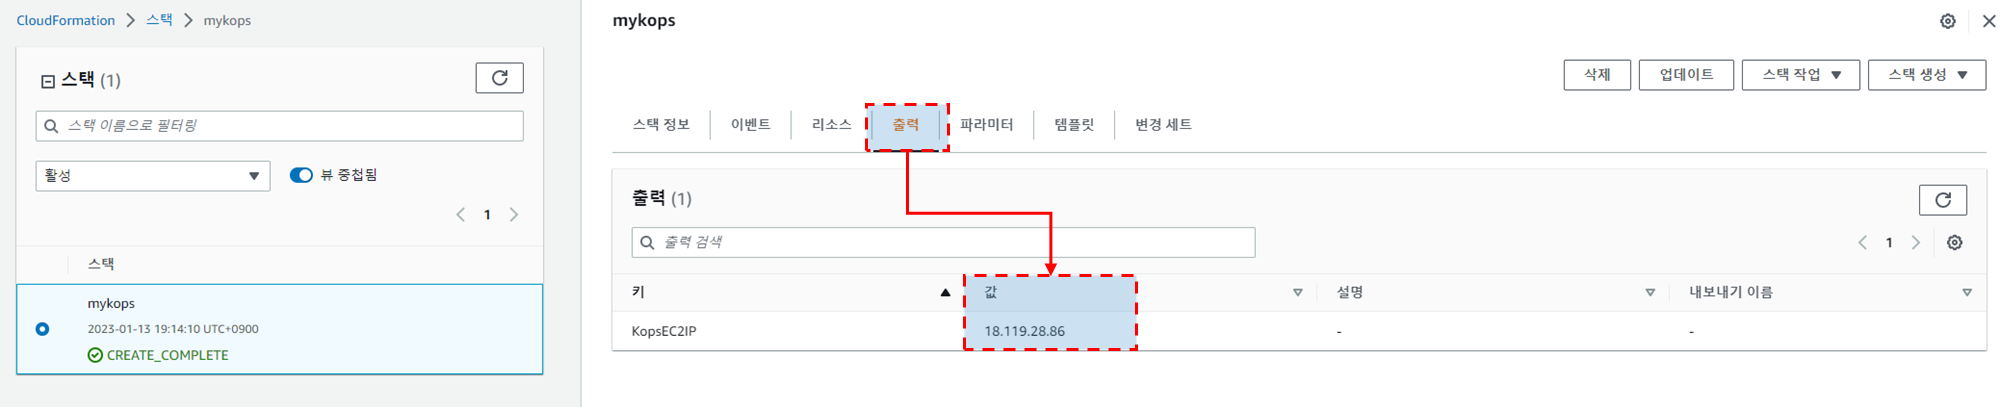 CloudFormation > 스택 > mykops
스택 (1)
스택 이름으로 필터링
활성
뷰 중첩됨
1
스택
mykops
2023-01-13 19:14:10 UTC+0900
CREATE_COMPLETE
mykops
삭제 업데이트 스택 작업 스택 생성
스택 정보 이벤트 리소스 출력 파라미터 템플릿 변경 세트
출력 (1)
출력 검색
1
키 값 설명 내보내기 이름
KopsEC2IP 18.119.28.86 - -